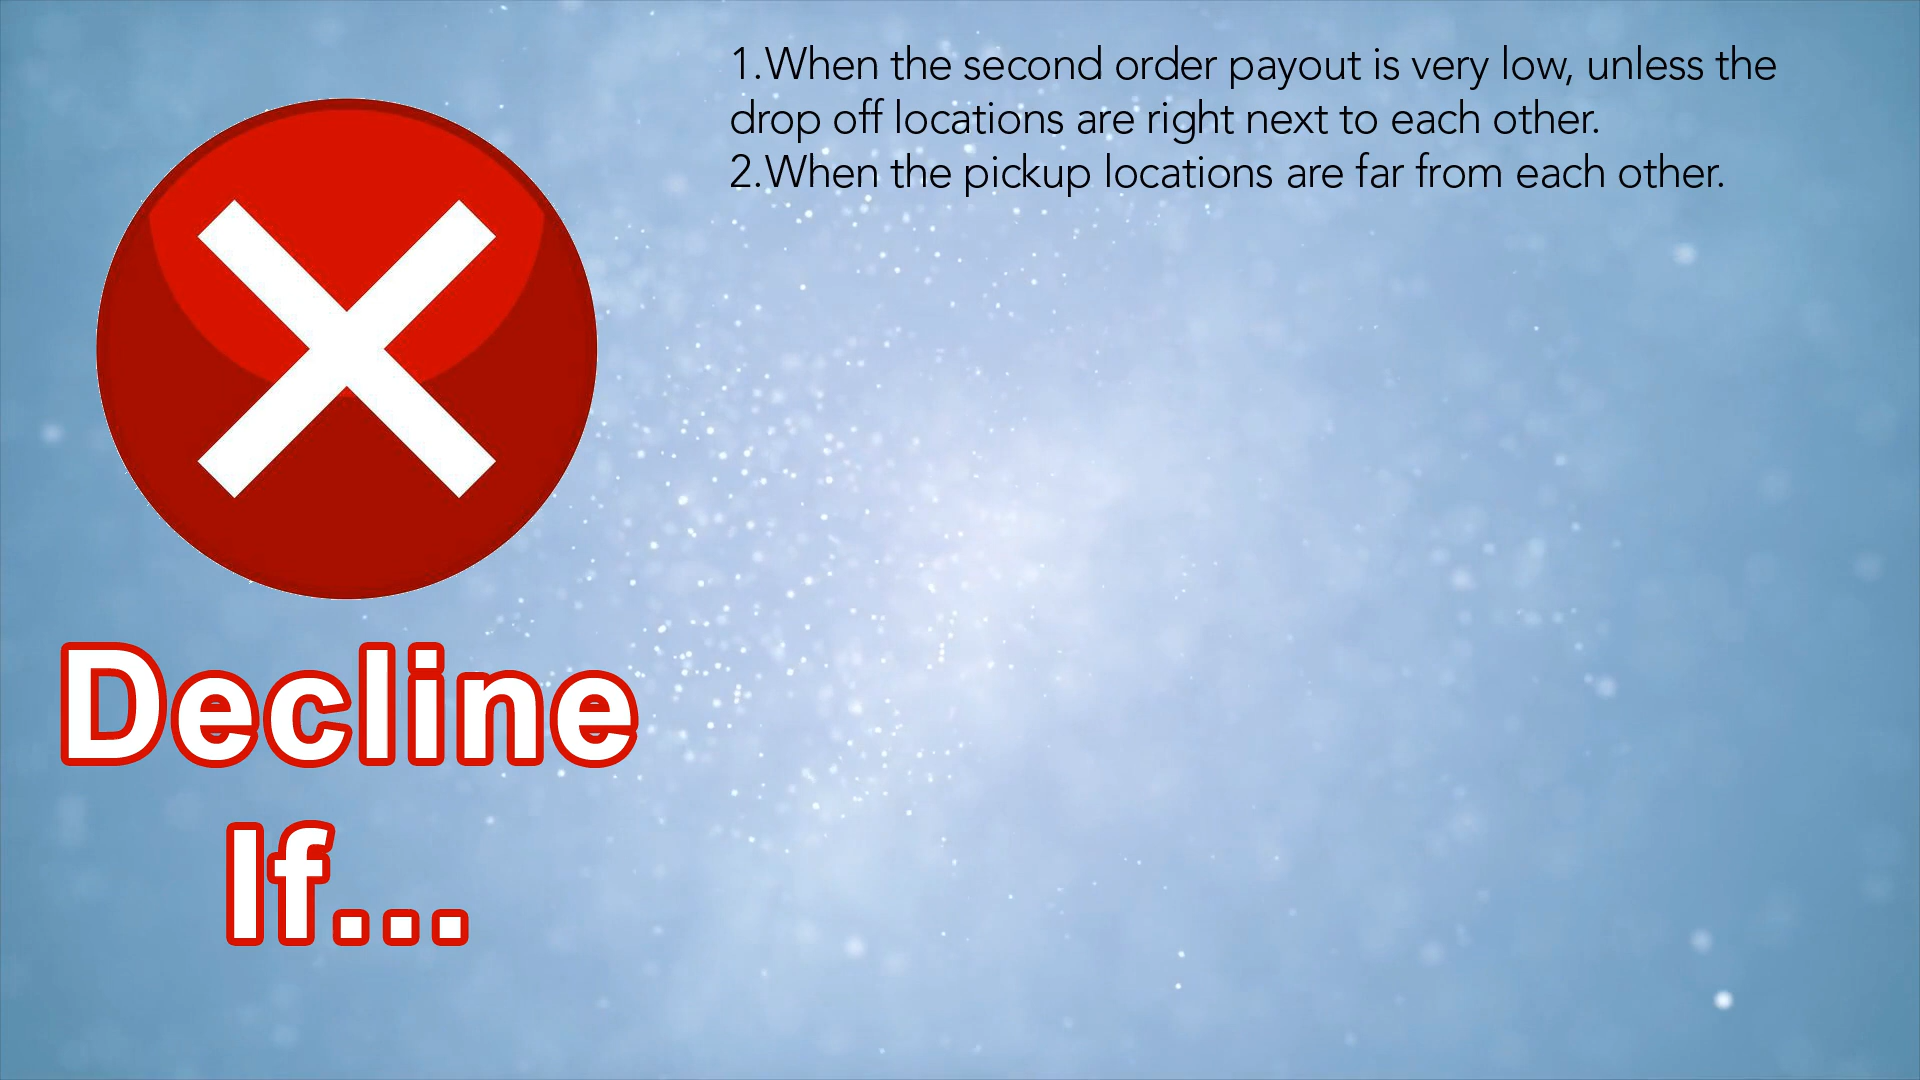 1.When the second order payout is very low, unless the
drop off locations are right next to each other.
2.When the pickup locations are far from each other.
Decline
If...